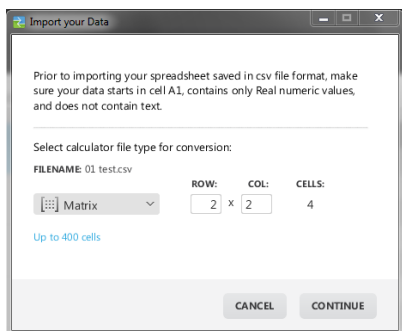 Import your Data
Prior to importing your spreadsheet saved in csv file format, make
sure your data starts in cell A1, contains only Real numeric values,
and does not contain text.
Select calculator file type for conversion:
FILENAME: 01 test.csv
ROW: COL: CELLS:
Matrix 2 x 2 4
Up to 400 cells
CANCEL CONTINUE